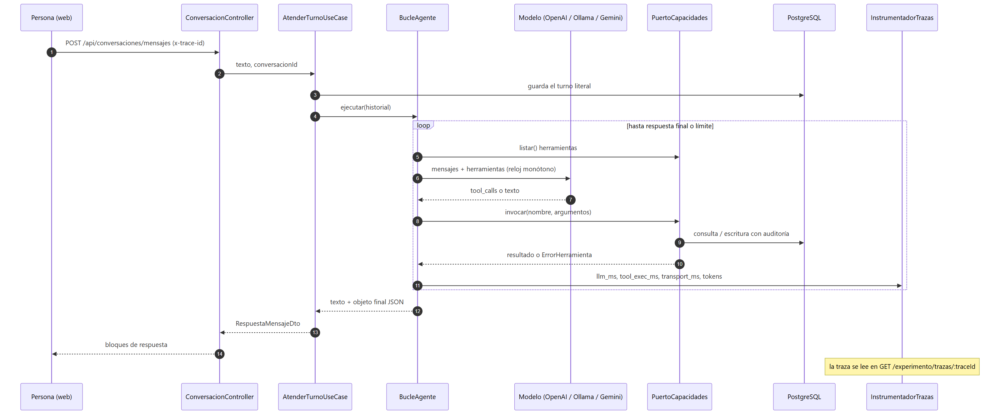 Persona (web)
ConversacionController
AtenderTurnoUseCase
BucleAgente
Modelo (OpenAI / Ollama / Gemini)
PuertoCapacidades
PostgreSQL
InstrumentadorTrazas
POST /api/conversaciones/mensajes (x-trace-id)
1
texto, conversacionId
2
guarda el turno literal
3
ejecutar(historial)
4
loop
[hasta respuesta final o límite]
listar() herramientas
5
mensajes + herramientas (reloj monótono)
6
tool_calls o texto
7
invocar(nombre, argumentos)
8
consulta / escritura con auditoría
9
resultado o ErrorHerramienta
10
llm_ms, tool_exec_ms, transport_ms, tokens
11
texto + objeto final JSON
12
RespuestaMensajeDto
13
bloques de respuesta
14
la traza se lee en GET /experimento/trazas/:traceId
Persona (web)
ConversacionController
AtenderTurnoUseCase
BucleAgente
Modelo (OpenAI / Ollama / Gemini)
PuertoCapacidades
PostgreSQL
InstrumentadorTrazas